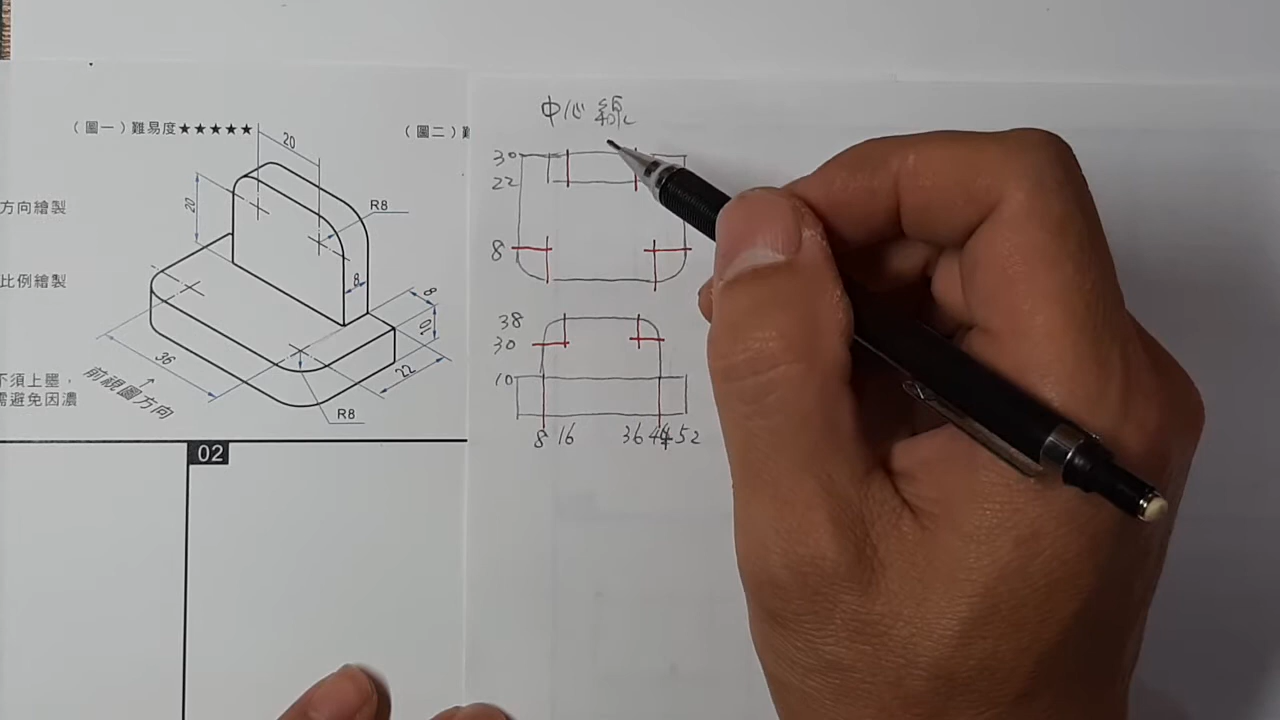 (圖一)難易度★★★★★
(圖二)
方向繪製
比例繪製
不須上墨,
需避免因濃
20
20
R8
8
8
10
22
36
R8
前視圖方向
02
中心線
30
22
8
38
30
10
8 16 36 44 52